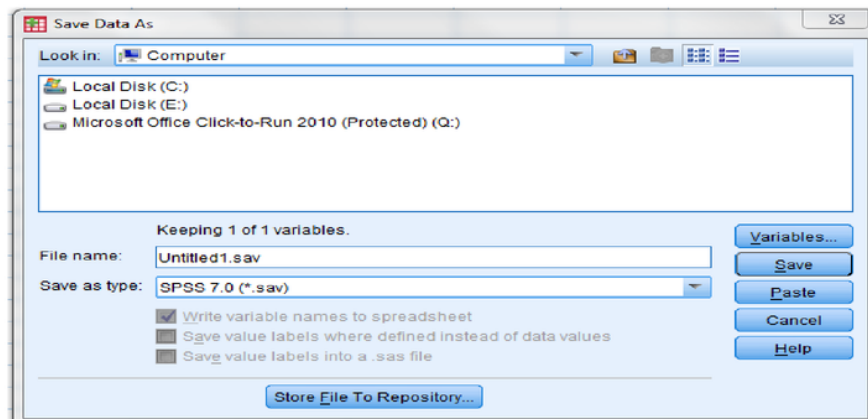 Save Data As
Look in: Computer
Local Disk (C:)
Local Disk (E:)
Microsoft Office Click-to-Run 2010 (Protected) (Q:)
Keeping 1 of 1 variables.
Variables...
File name: Untitled1.sav
Save
Save as type: SPSS 7.0 (*.sav)
Paste
Write variable names to spreadsheet
Cancel
Save value labels where defined instead of data values
Help
Save value labels into a .sas file
Store File To Repository...